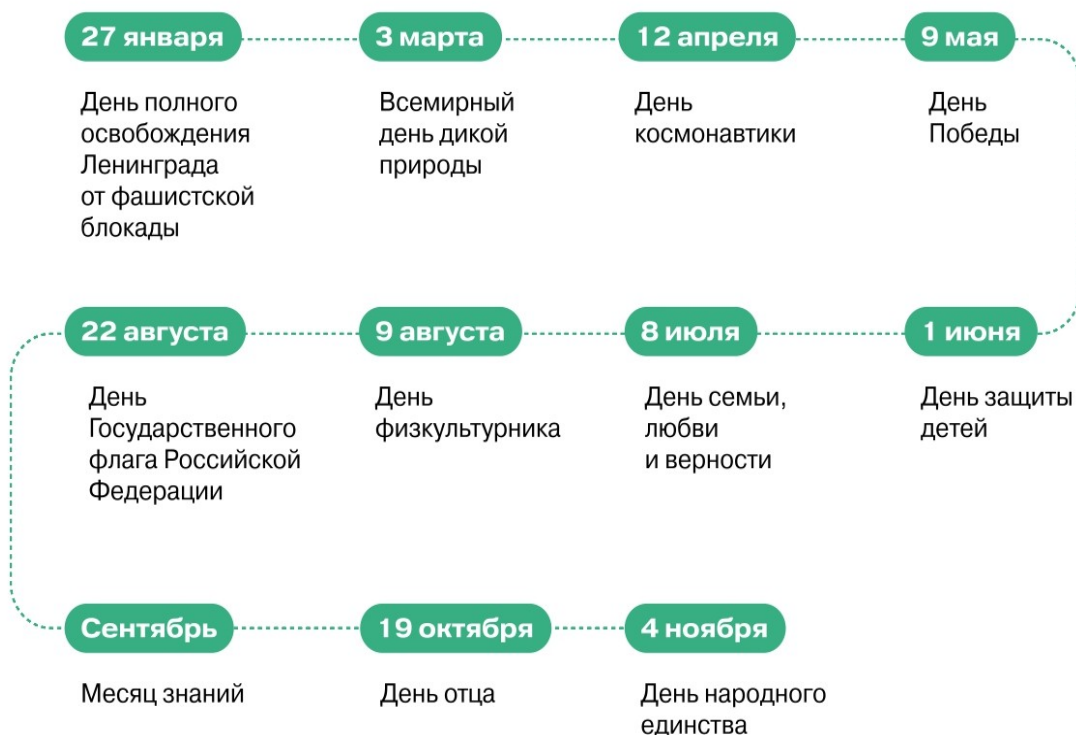 27 января
День полного
освобождения
Ленинграда
от фашистской
блокады
3 марта
Всемирный
день дикой
природы
12 апреля
День
космонавтики
9 мая
День
Победы
22 августа
День
Государственного
флага Российской
Федерации
9 августа
День
физкультурника
8 июля
День семьи,
любви
и верности
1 июня
День защиты
детей
Сентябрь
Месяц знаний
19 октября
День отца
4 ноября
День народного
единства